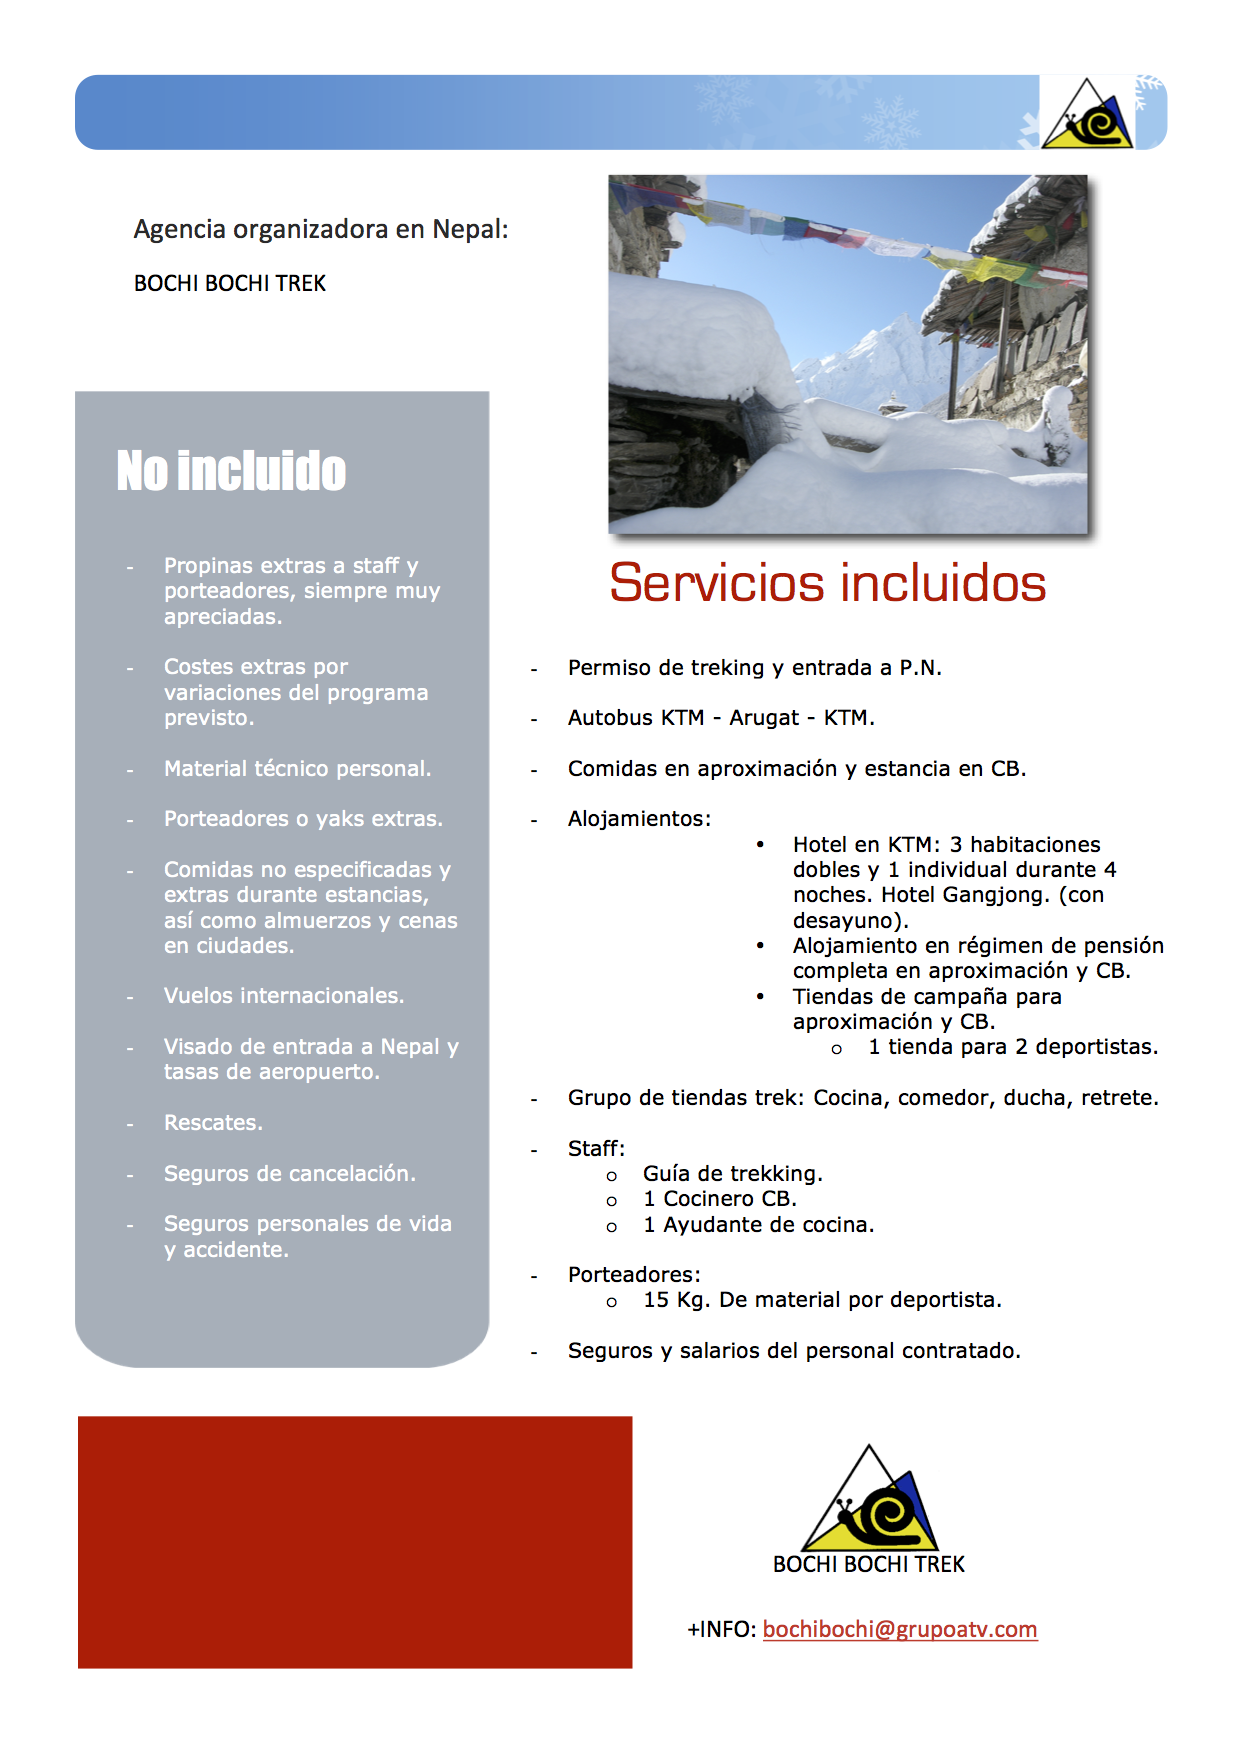 Agencia organizadora en Nepal:
BOCHI BOCHI TREK
No incluido
- Propinas extras a staff y
porteadores, siempre muy
apreciadas.
- Costes extras por
variaciones del programa
previsto.
- Material técnico personal.
- Porteadores o yaks extras.
- Comidas no especificadas y
extras durante estancias,
así como almuerzos y cenas
en ciudades.
- Vuelos internacionales.
- Visado de entrada a Nepal y
tasas de aeropuerto.
- Rescates.
- Seguros de cancelación.
- Seguros personales de vida
y accidente.
Servicios incluidos
- Permiso de treking y entrada a P.N.
- Autobus KTM - Arugat - KTM.
- Comidas en aproximación y estancia en CB.
- Alojamientos:
• Hotel en KTM: 3 habitaciones
dobles y 1 individual durante 4
noches. Hotel Gangjong. (con
desayuno).
• Alojamiento en régimen de pensión
completa en aproximación y CB.
• Tiendas de campaña para
aproximación y CB.
o 1 tienda para 2 deportistas.
- Grupo de tiendas trek: Cocina, comedor, ducha, retrete.
- Staff:
o Guía de trekking.
o 1 Cocinero CB.
o 1 Ayudante de cocina.
- Porteadores:
o 15 Kg. De material por deportista.
- Seguros y salarios del personal contratado.
BOCHI BOCHI TREK
+INFO: bochibochi@grupoatv.com